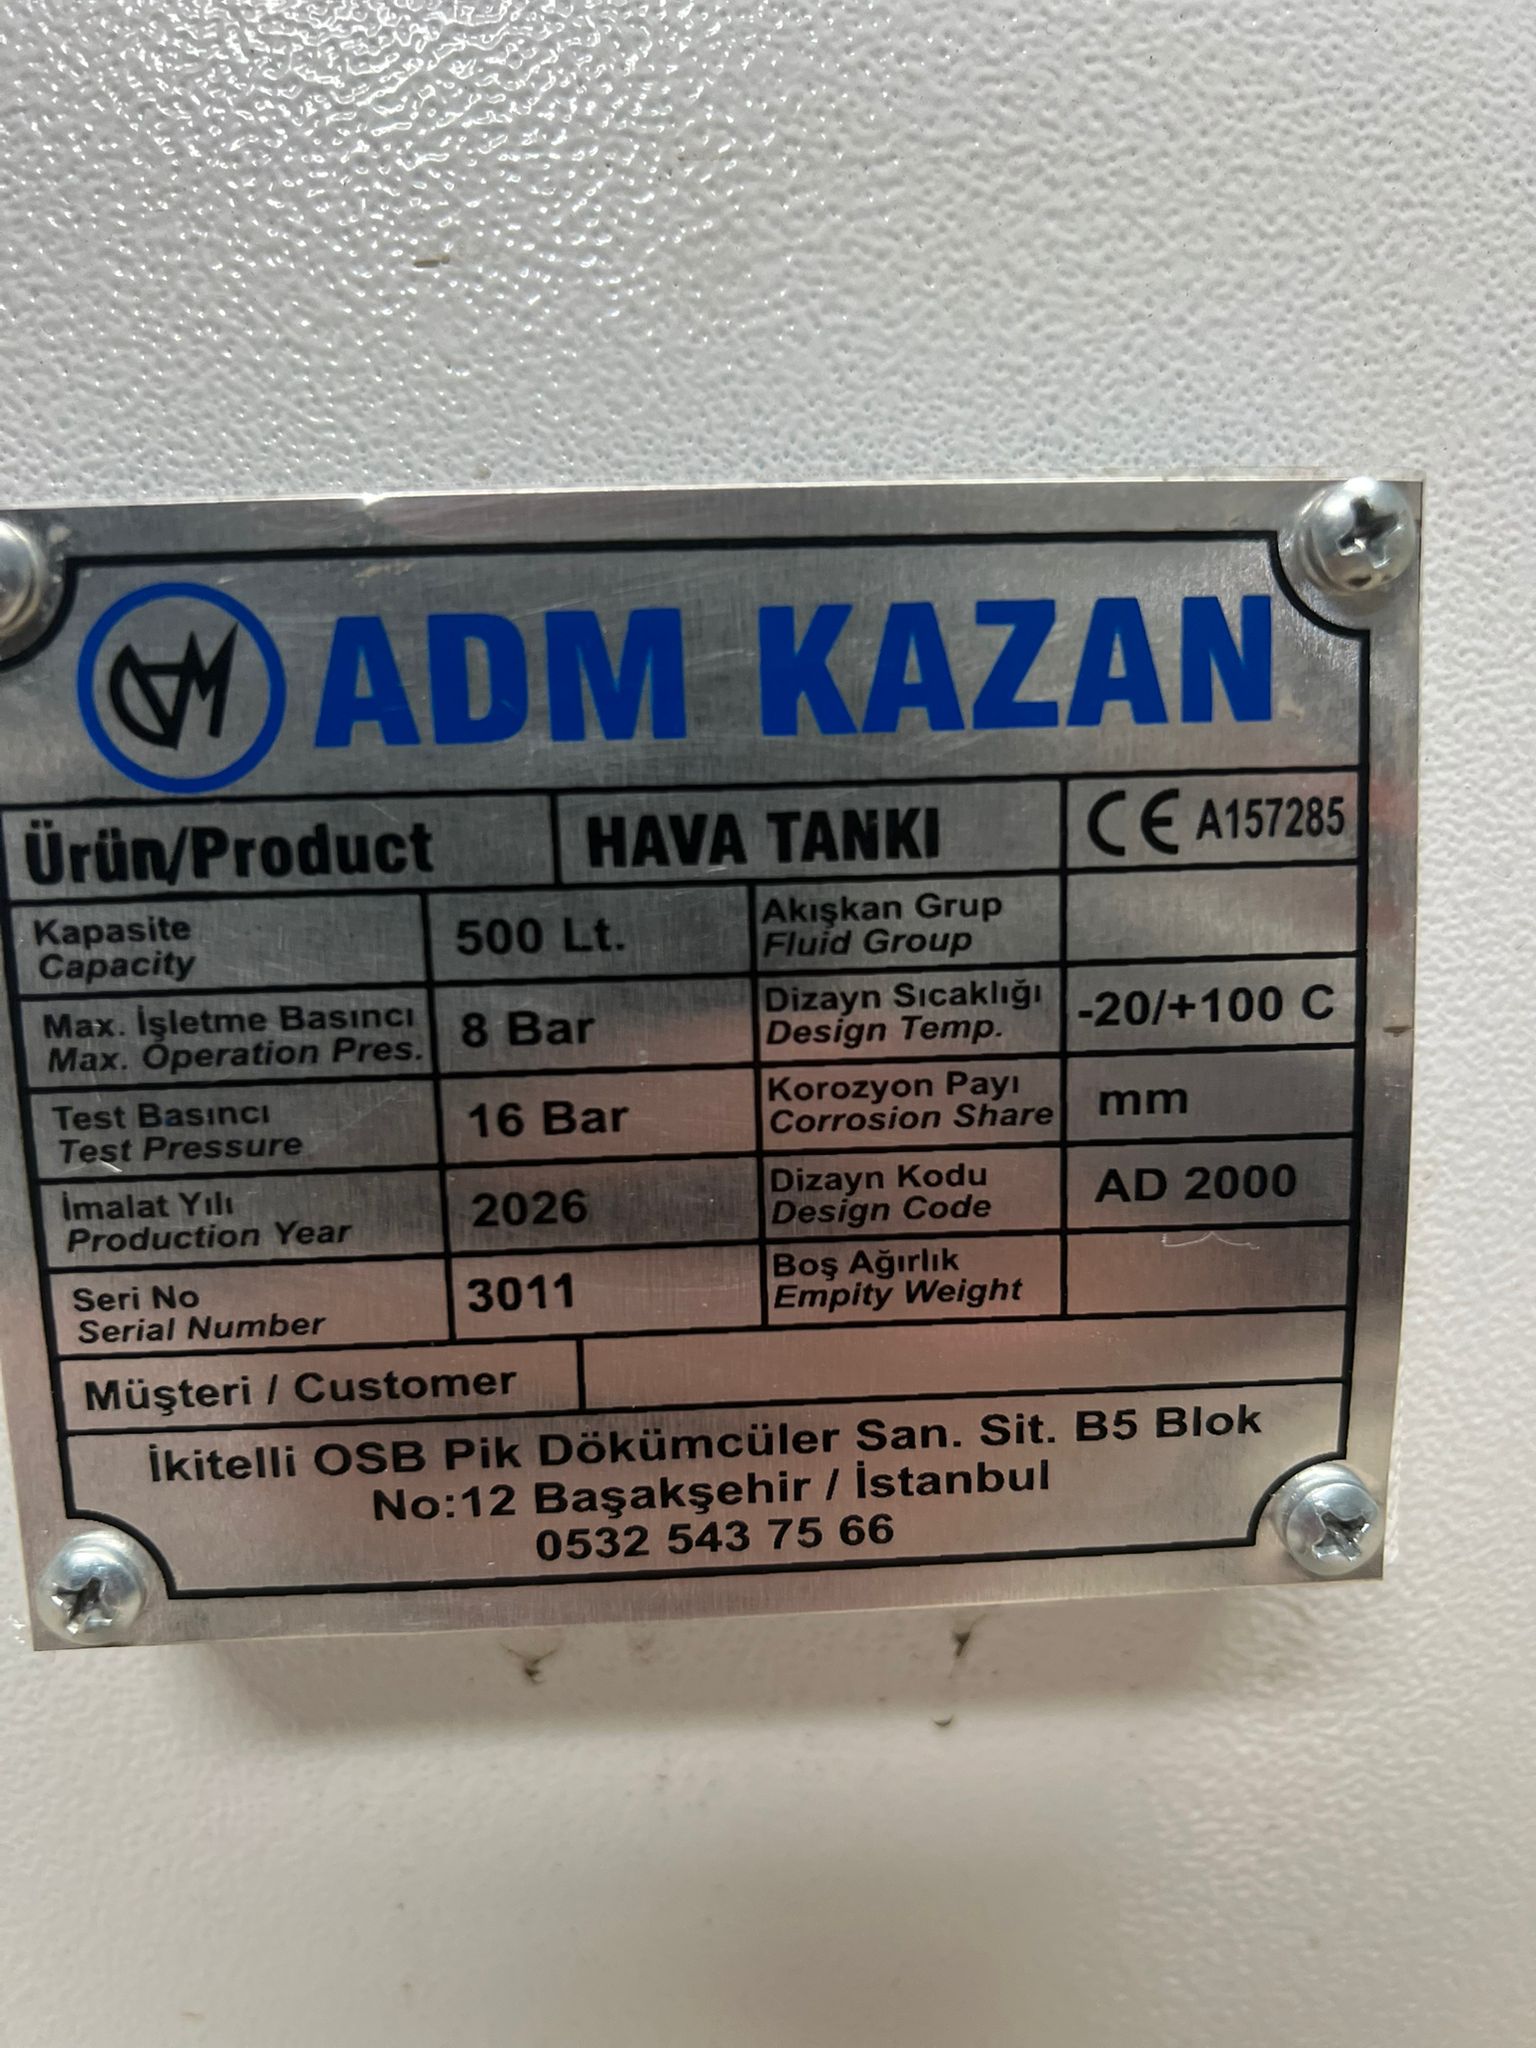 ADM ADM KAZAN
Ürün/Product HAVA TANKI CE A157285
Kapasite
Capacity
500 Lt.
Akışkan Grup
Fluid Group
Max. İşletme Basıncı
Max. Operation Pres.
8 Bar
Dizayn Sıcaklığı
Design Temp.
-20/+100 C
Test Basıncı
Test Pressure
16 Bar
Korozyon Payı
Corrosion Share
mm
İmalat Yılı
Production Year
2026
Dizayn Kodu
Design Code
AD 2000
Seri No
Serial Number
3011
Boş Ağırlık
Empity Weight
Müşteri / Customer
İkitelli OSB Pik Dökümcüler San. Sit. B5 Blok
No:12 Başakşehir / İstanbul
0532 543 75 66